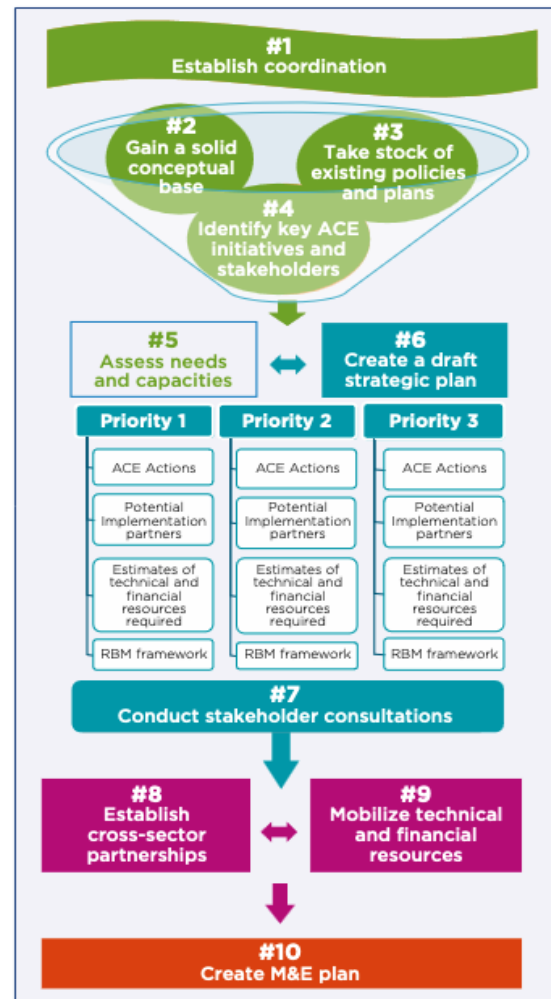 #1
Establish coordination
#2
Gain a solid
conceptual
base
#3
Take stock of
existing policies
and plans
#4
Identify key ACE
initiatives and
stakeholders
#5
Assess needs
and capacities
#6
Create a draft
strategic plan
Priority 1
ACE Actions
Potential
Implementation
partners
Estimates of
technical and
financial
resources
required
RBM framework
Priority 2
ACE Actions
Potential
Implementation
partners
Estimates of
technical and
financial
resources
required
RBM framework
Priority 3
ACE Actions
Potential
Implementation
partners
Estimates of
technical and
financial
resources
required
RBM framework
#7
Conduct stakeholder consultations
#8
Establish
cross-sector
partnerships
#9
Mobilize technical
and financial
resources
#10
Create M&E plan